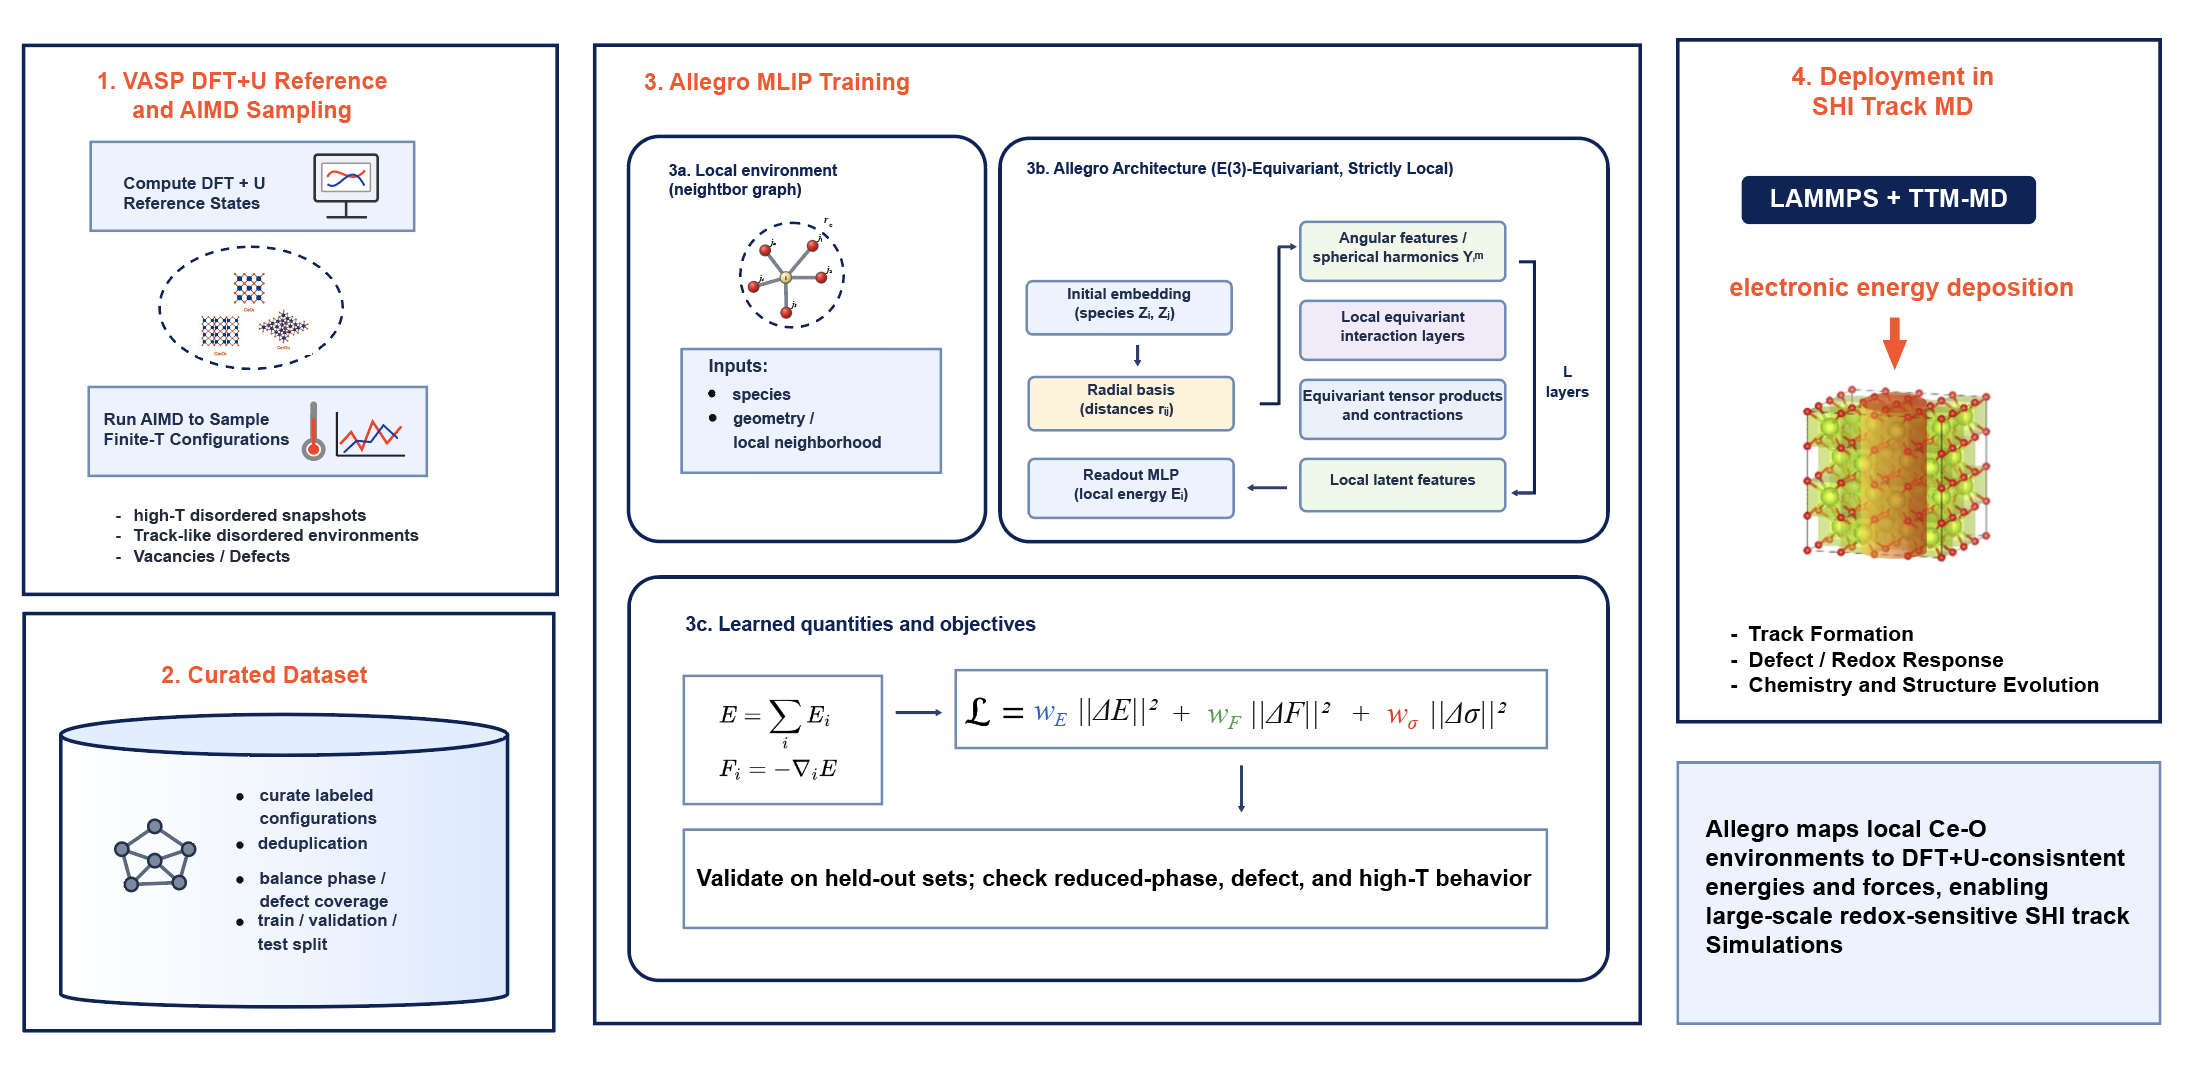 1. VASP DFT+U Reference
and AIMD Sampling
Compute DFT + U
Reference States
CeO₂
Ce₂O₃
Run AIMD to Sample
Finite-T Configurations
- high-T disordered snapshots
- Track-like disordered environments
- Vacancies / Defects
2. Curated Dataset
● curate labeled
configurations
● deduplication
● balance phase /
defect coverage
● train / validation /
test split
3. Allegro MLIP Training
3a. Local environment
(neightbor graph)
r c
i
Inputs:
● species
● geometry /
local neighborhood
3b. Allegro Architecture (E(3)-Equivariant, Strictly Local)
Initial embedding
(species Zᵢ, Zⱼ)
Radial basis
(distances rᵢⱼ)
Angular features /
spherical harmonics Yₗᵐ
Local equivariant
interaction layers
Equivariant tensor products
and contractions
Local latent features
L
layers
Readout MLP
(local energy Eᵢ)
3c. Learned quantities and objectives
E = ∑ᵢ Eᵢ
Fᵢ = −∇ᵢE
ℒ = w_E ||ΔE||² + w_F ||ΔF||² + w_σ ||Δσ||²
Validate on held-out sets; check reduced-phase, defect, and high-T behavior
4. Deployment in
SHI Track MD
LAMMPS + TTM-MD
electronic energy deposition
- Track Formation
- Defect / Redox Response
- Chemistry and Structure Evolution
Allegro maps local Ce-O
environments to DFT+U-consisntent
energies and forces, enabling
large-scale redox-sensitive SHI track
Simulations